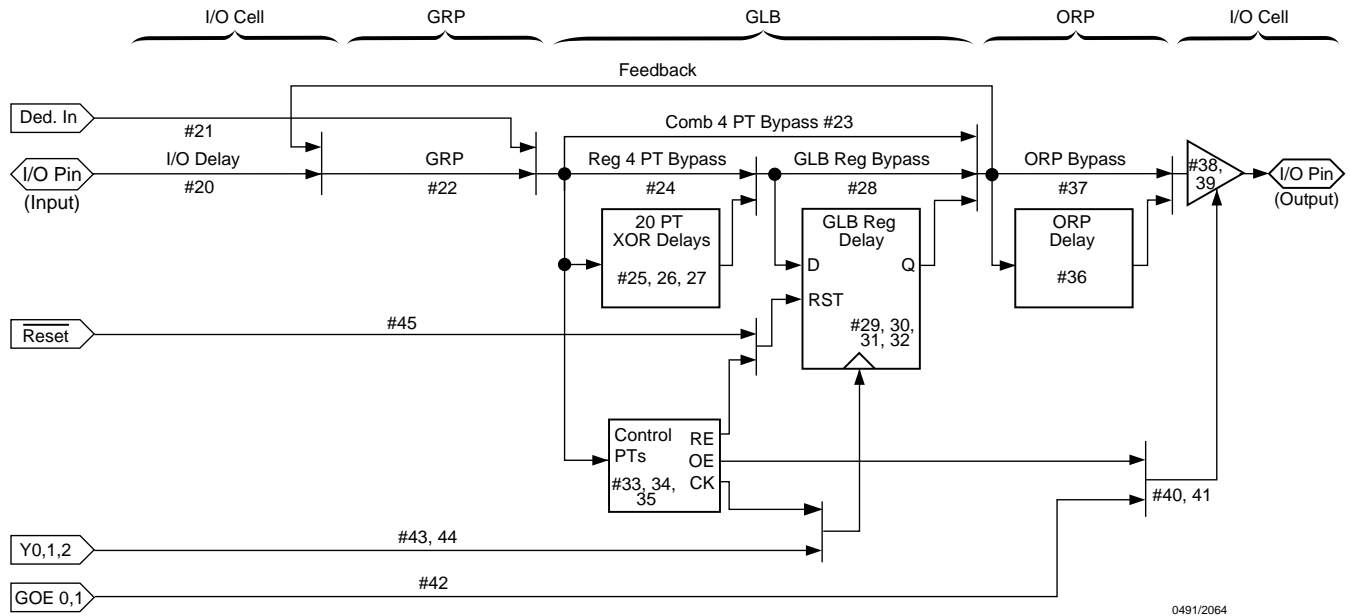 I/O Cell
GRP
GLB
ORP
I/O Cell
Feedback
Ded. In
#21
Comb 4 PT Bypass #23
I/O Pin
(Input)
I/O Delay
#20
GRP
#22
Reg 4 PT Bypass
#24
GLB Reg Bypass
#28
ORP Bypass
#37
#38,
39
I/O Pin
(Output)
20 PT
XOR Delays
#25, 26, 27
GLB Reg
Delay
D
Q
RST
#29, 30,
31, 32
ORP
Delay
#36
Reset
#45
Control
PTs
#33, 34,
35
RE
OE
CK
#40, 41
Y0,1,2
#43, 44
GOE 0,1
#42
0491/2064